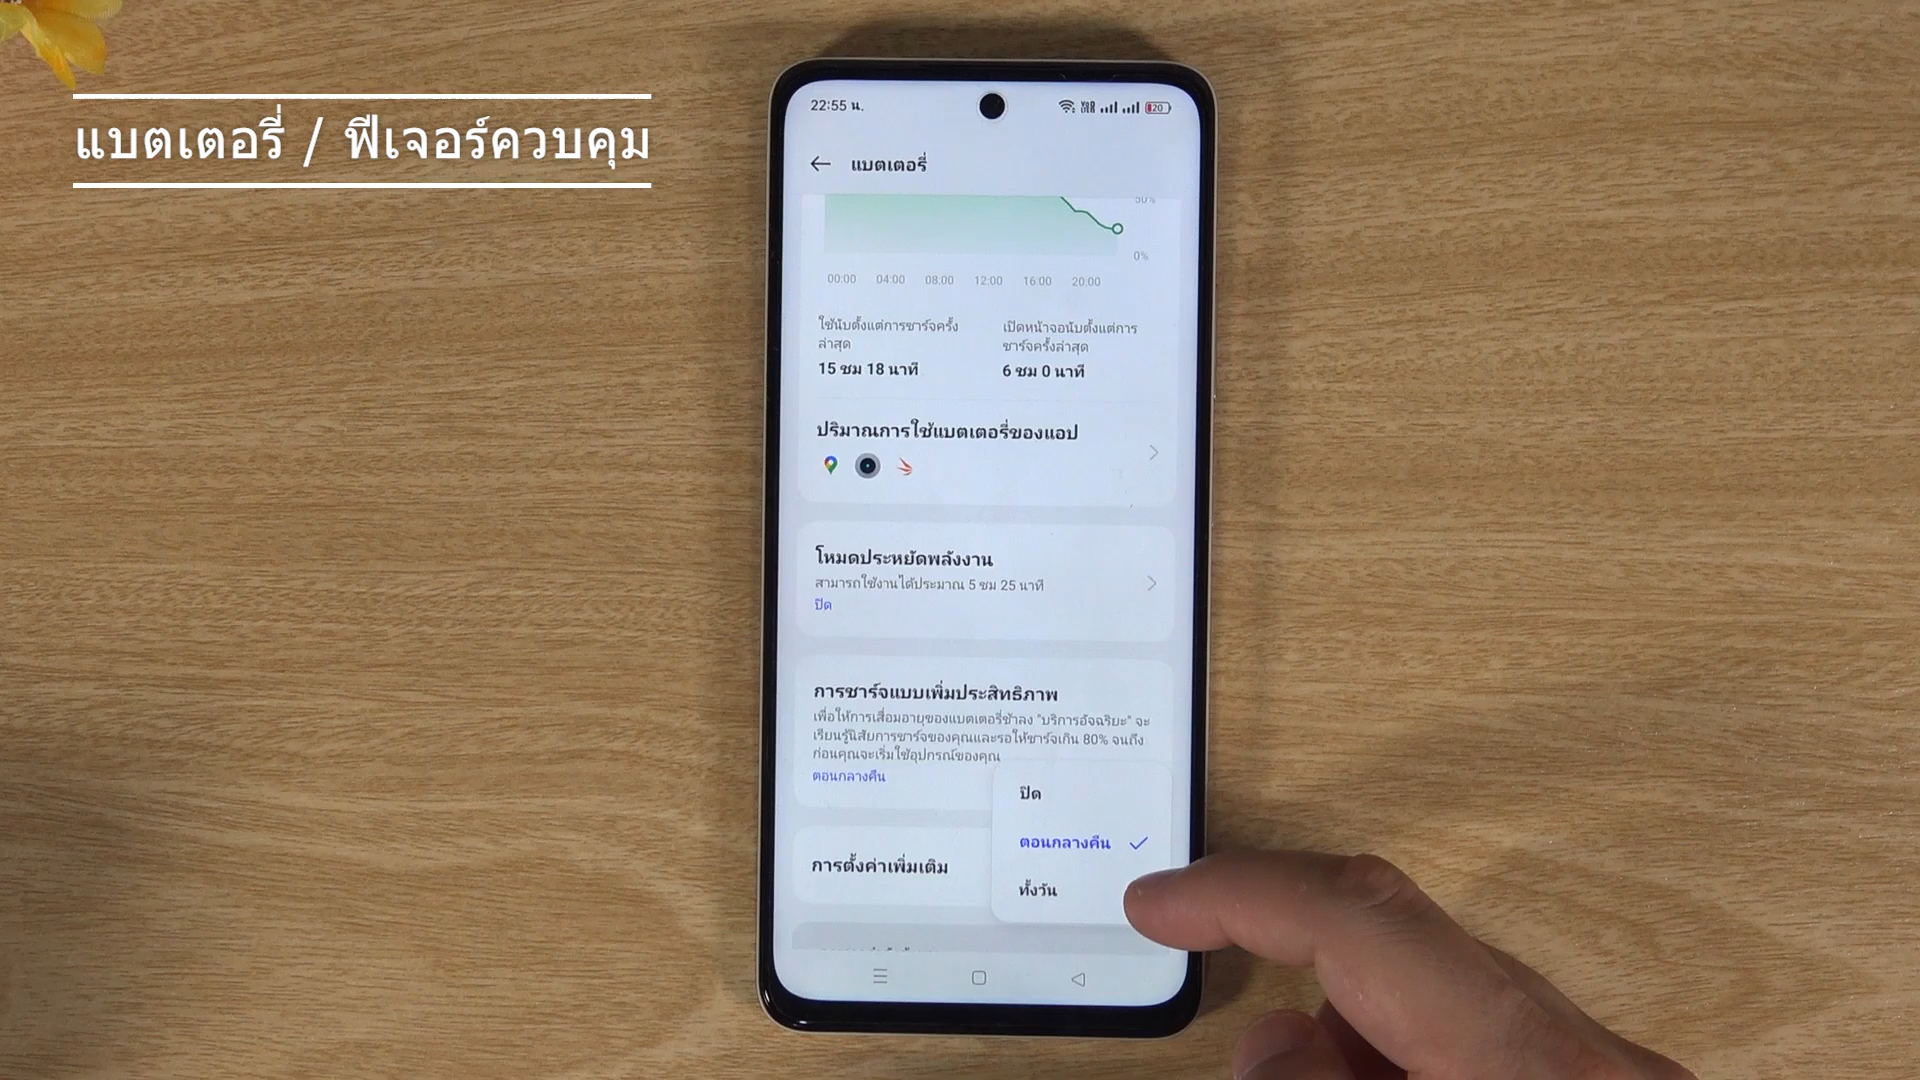 แบตเตอรี่ / ฟีเจอร์ควบคุม
22:55 น.
20
แบตเตอรี่
50%
0%
00:00 04:00 08:00 12:00 16:00 20:00
ใช้นับตั้งแต่การชาร์จครั้ง
ล่าสุด
15 ชม 18 นาที
เปิดหน้าจอนับตั้งแต่การ
ชาร์จครั้งล่าสุด
6 ชม 0 นาที
ปริมาณการใช้แบตเตอรี่ของแอป
โหมดประหยัดพลังงาน
สามารถใช้งานได้ประมาณ 5 ชม 25 นาที
ปิด
การชาร์จแบบเพิ่มประสิทธิภาพ
เพื่อให้การเสื่อมอายุของแบตเตอรี่ช้าลง "บริการอัจฉริยะ" จะ
เรียนรู้นิสัยการชาร์จของคุณและรอให้ชาร์จเกิน 80% จนถึง
ก่อนคุณจะเริ่มใช้อุปกรณ์ของคุณ
ตอนกลางคืน
ปิด
ตอนกลางคืน
ทั้งวัน
การตั้งค่าเพิ่มเติม